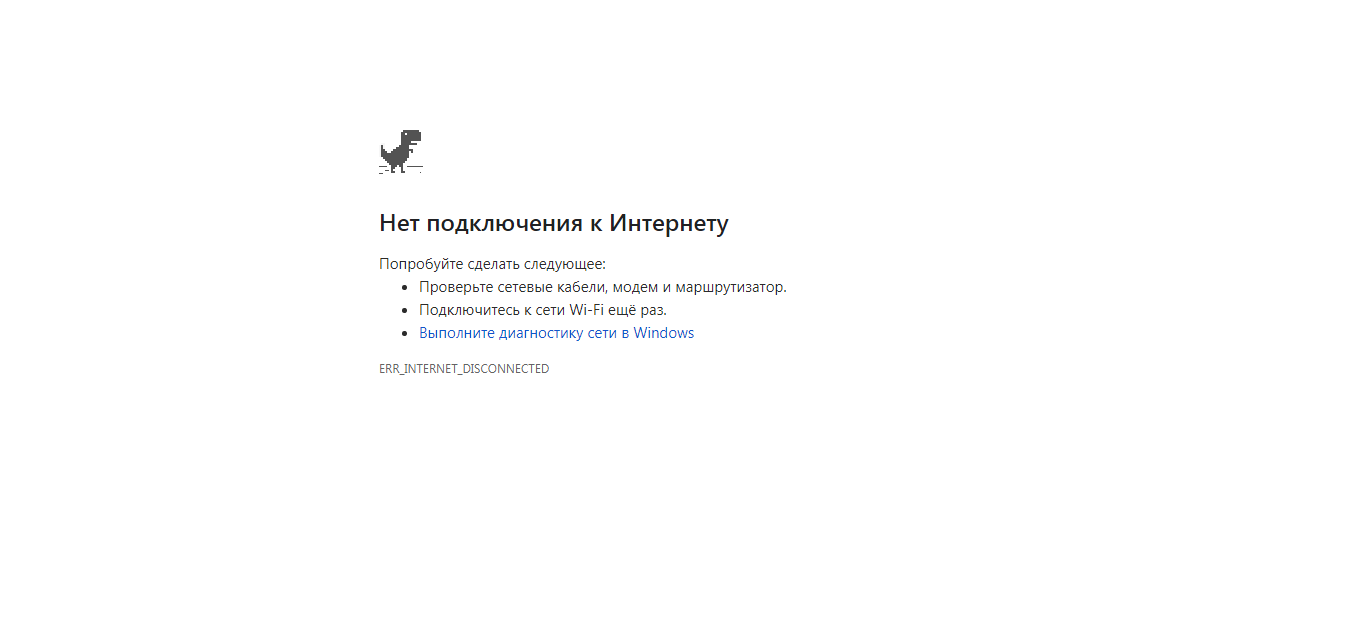 Нет подключения к Интернету
Попробуйте сделать следующее:
Проверьте сетевые кабели, модем и маршрутизатор.
Подключитесь к сети Wi-Fi ещё раз.
Выполните диагностику сети в Windows
ERR_INTERNET_DISCONNECTED